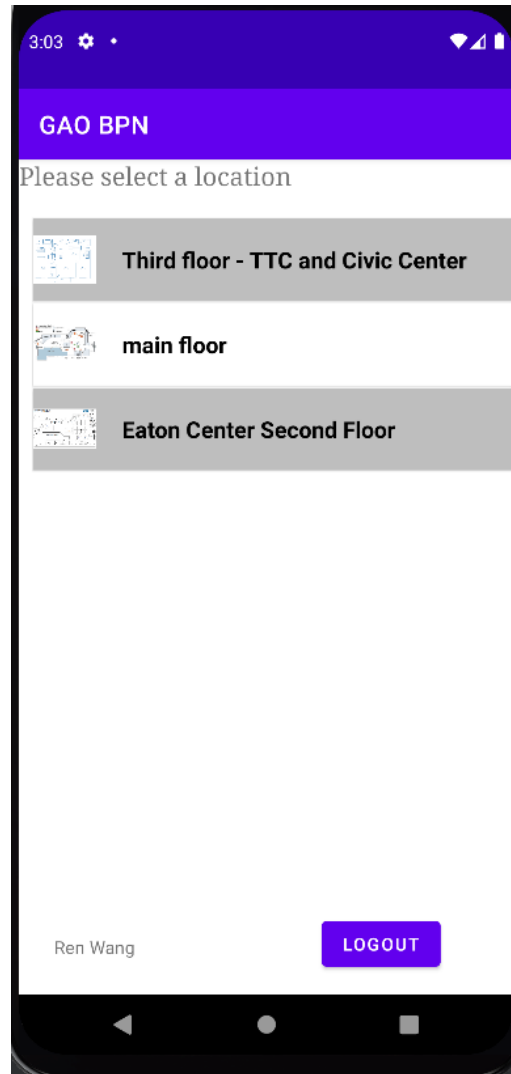 3:03
GAO BPN
Please select a location
Third floor - TTC and Civic Center
main floor
Eaton Center Second Floor
Ren Wang
LOGOUT